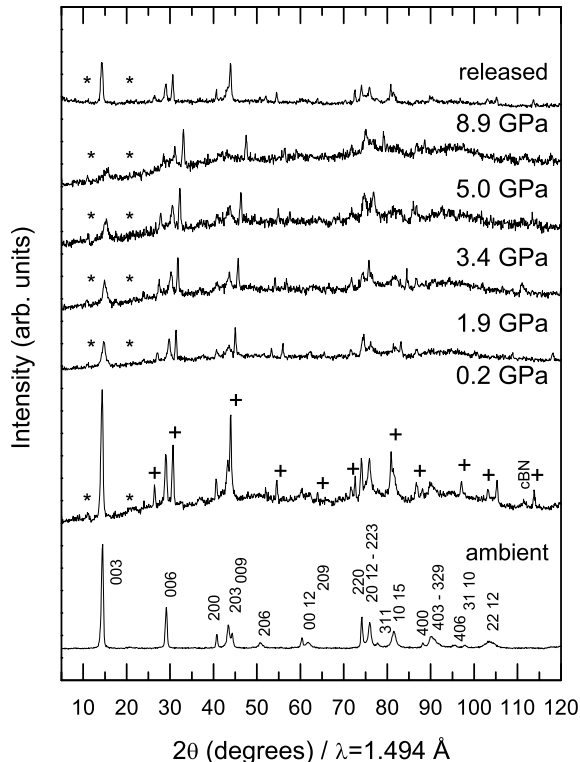 released
* *
8.9 GPa
* *
5.0 GPa
* *
3.4 GPa
* *
1.9 GPa
* *
0.2 GPa
+ + + + + + + + + + +
cBN
* *
ambient
003
006
200
203
009
206
00 12
209
220
20 12 - 223
311
10 15
400
403 - 329
406
31 10
22 12
10 20 30 40 50 60 70 80 90 100 110 120
2θ (degrees) / λ=1.494 Å
Intensity (arb. units)